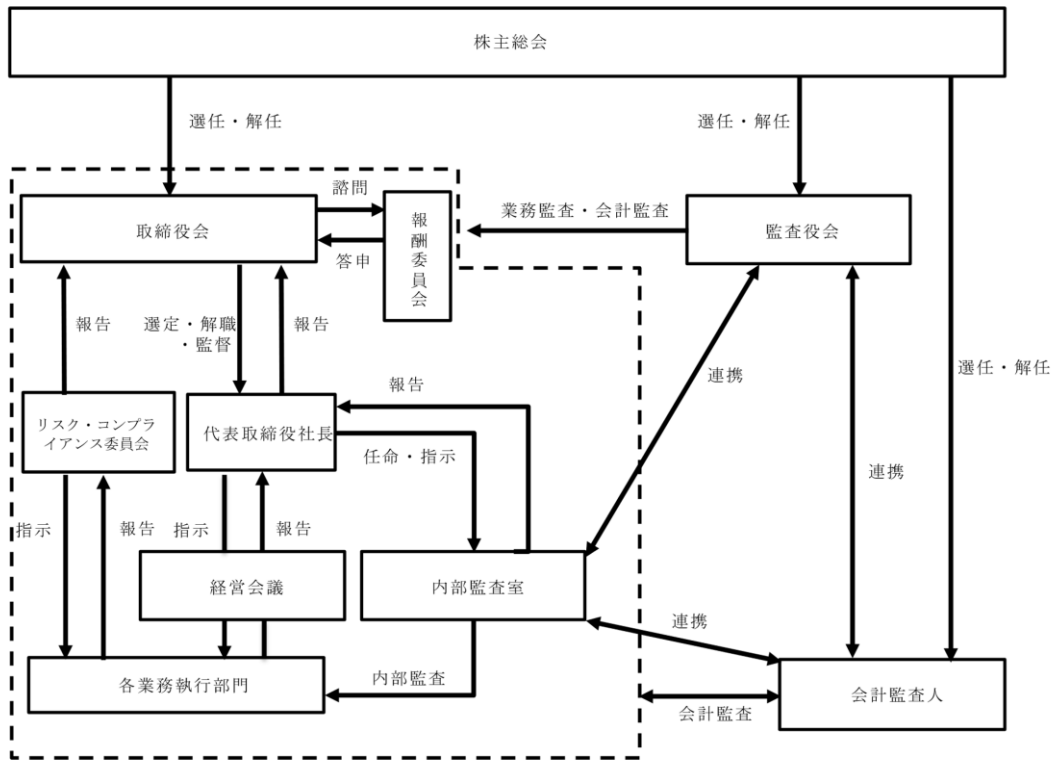 株主総会
選任・解任
選任・解任
諮問
取締役会
報酬委員会
業務監査・会計監査
監査役会
答申
報告
選定・解職
・監督
報告
連携
選任・解任
報告
リスク・コンプラ
イアンス委員会
代表取締役社長
任命・指示
連携
指示
報告
指示
報告
経営会議
内部監査室
連携
各業務執行部門
内部監査
会計監査
会計監査人